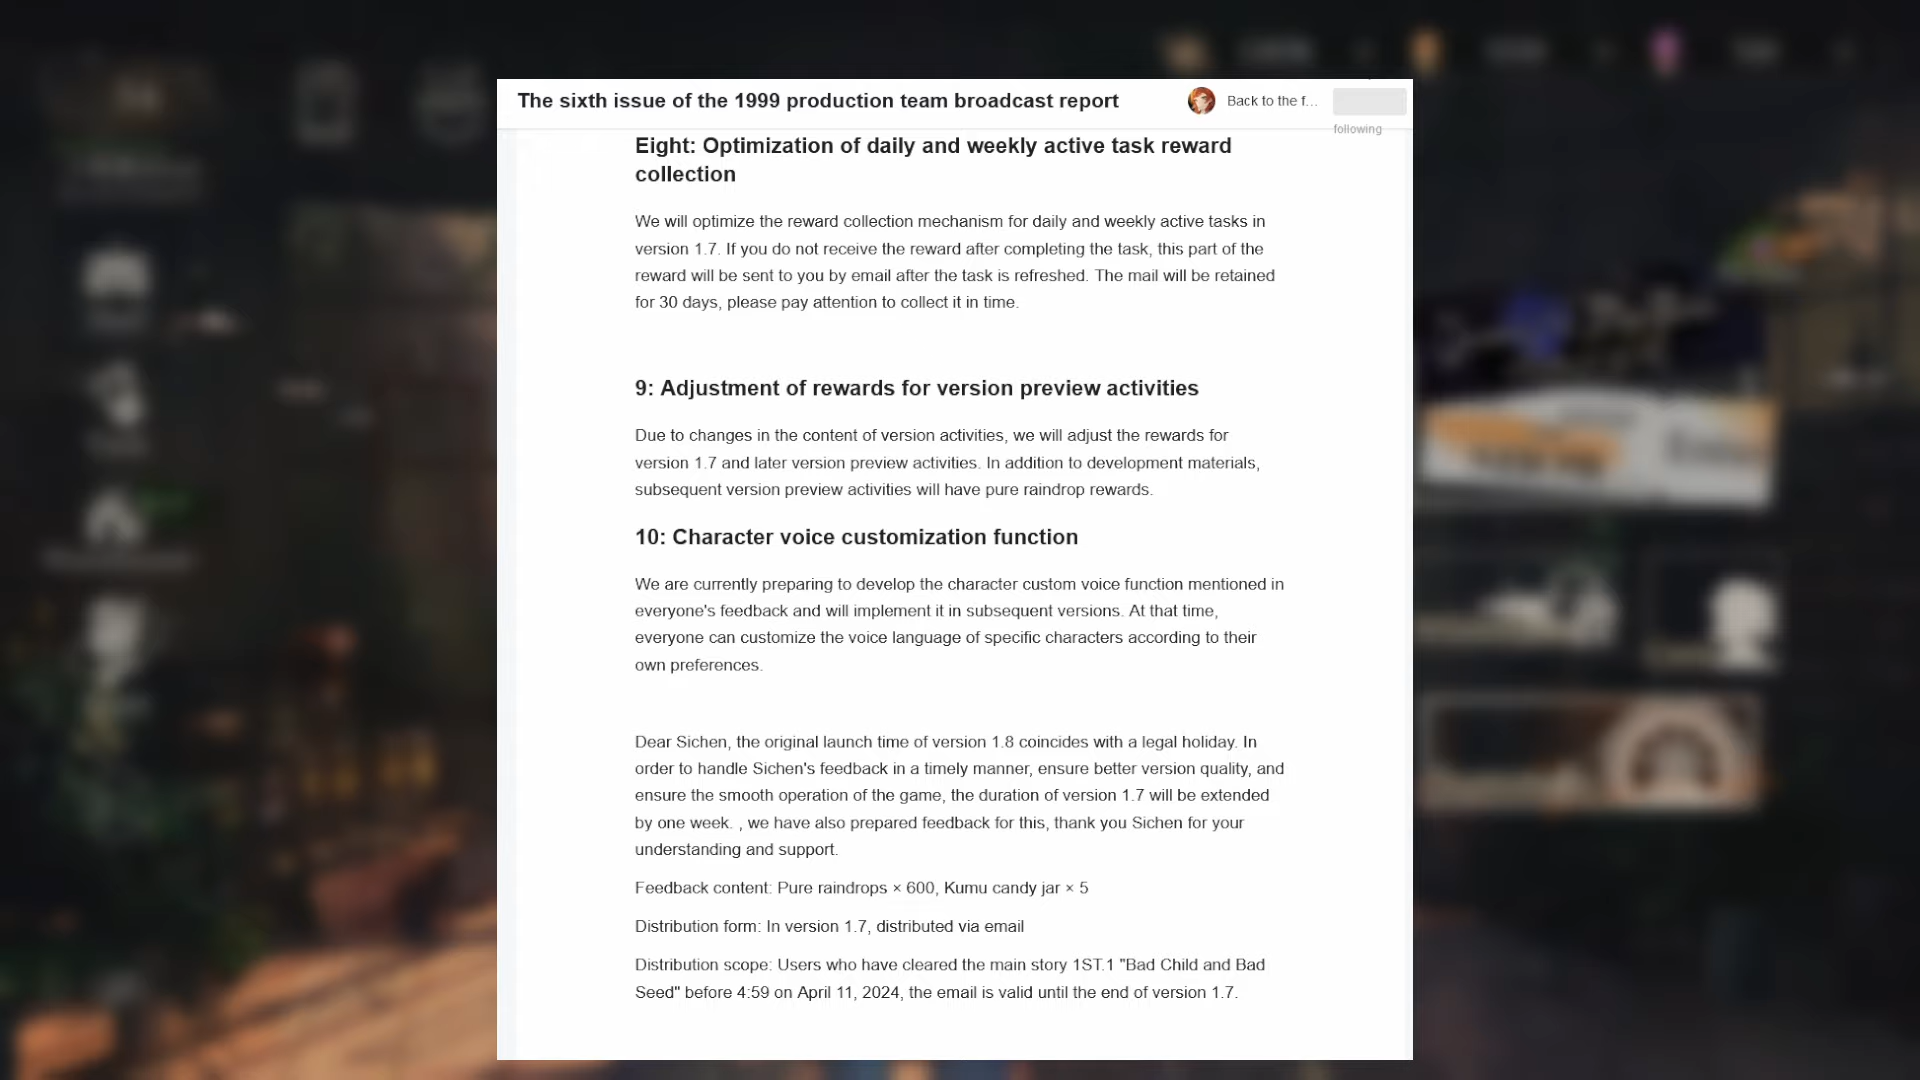 The sixth issue of the 1999 production team broadcast report
Back to the f...
following
Eight: Optimization of daily and weekly active task reward
collection
We will optimize the reward collection mechanism for daily and weekly active tasks in
version 1.7. If you do not receive the reward after completing the task, this part of the
reward will be sent to you by email after the task is refreshed. The mail will be retained
for 30 days, please pay attention to collect it in time.
9: Adjustment of rewards for version preview activities
Due to changes in the content of version activities, we will adjust the rewards for
version 1.7 and later version preview activities. In addition to development materials,
subsequent version preview activities will have pure raindrop rewards.
10: Character voice customization function
We are currently preparing to develop the character custom voice function mentioned in
everyone's feedback and will implement it in subsequent versions. At that time,
everyone can customize the voice language of specific characters according to their
own preferences.
Dear Sichen, the original launch time of version 1.8 coincides with a legal holiday. In
order to handle Sichen's feedback in a timely manner, ensure better version quality, and
ensure the smooth operation of the game, the duration of version 1.7 will be extended
by one week. , we have also prepared feedback for this, thank you Sichen for your
understanding and support.
Feedback content: Pure raindrops × 600, Kumu candy jar × 5
Distribution form: In version 1.7, distributed via email
Distribution scope: Users who have cleared the main story 1ST.1 "Bad Child and Bad
Seed" before 4:59 on April 11, 2024, the email is valid until the end of version 1.7.